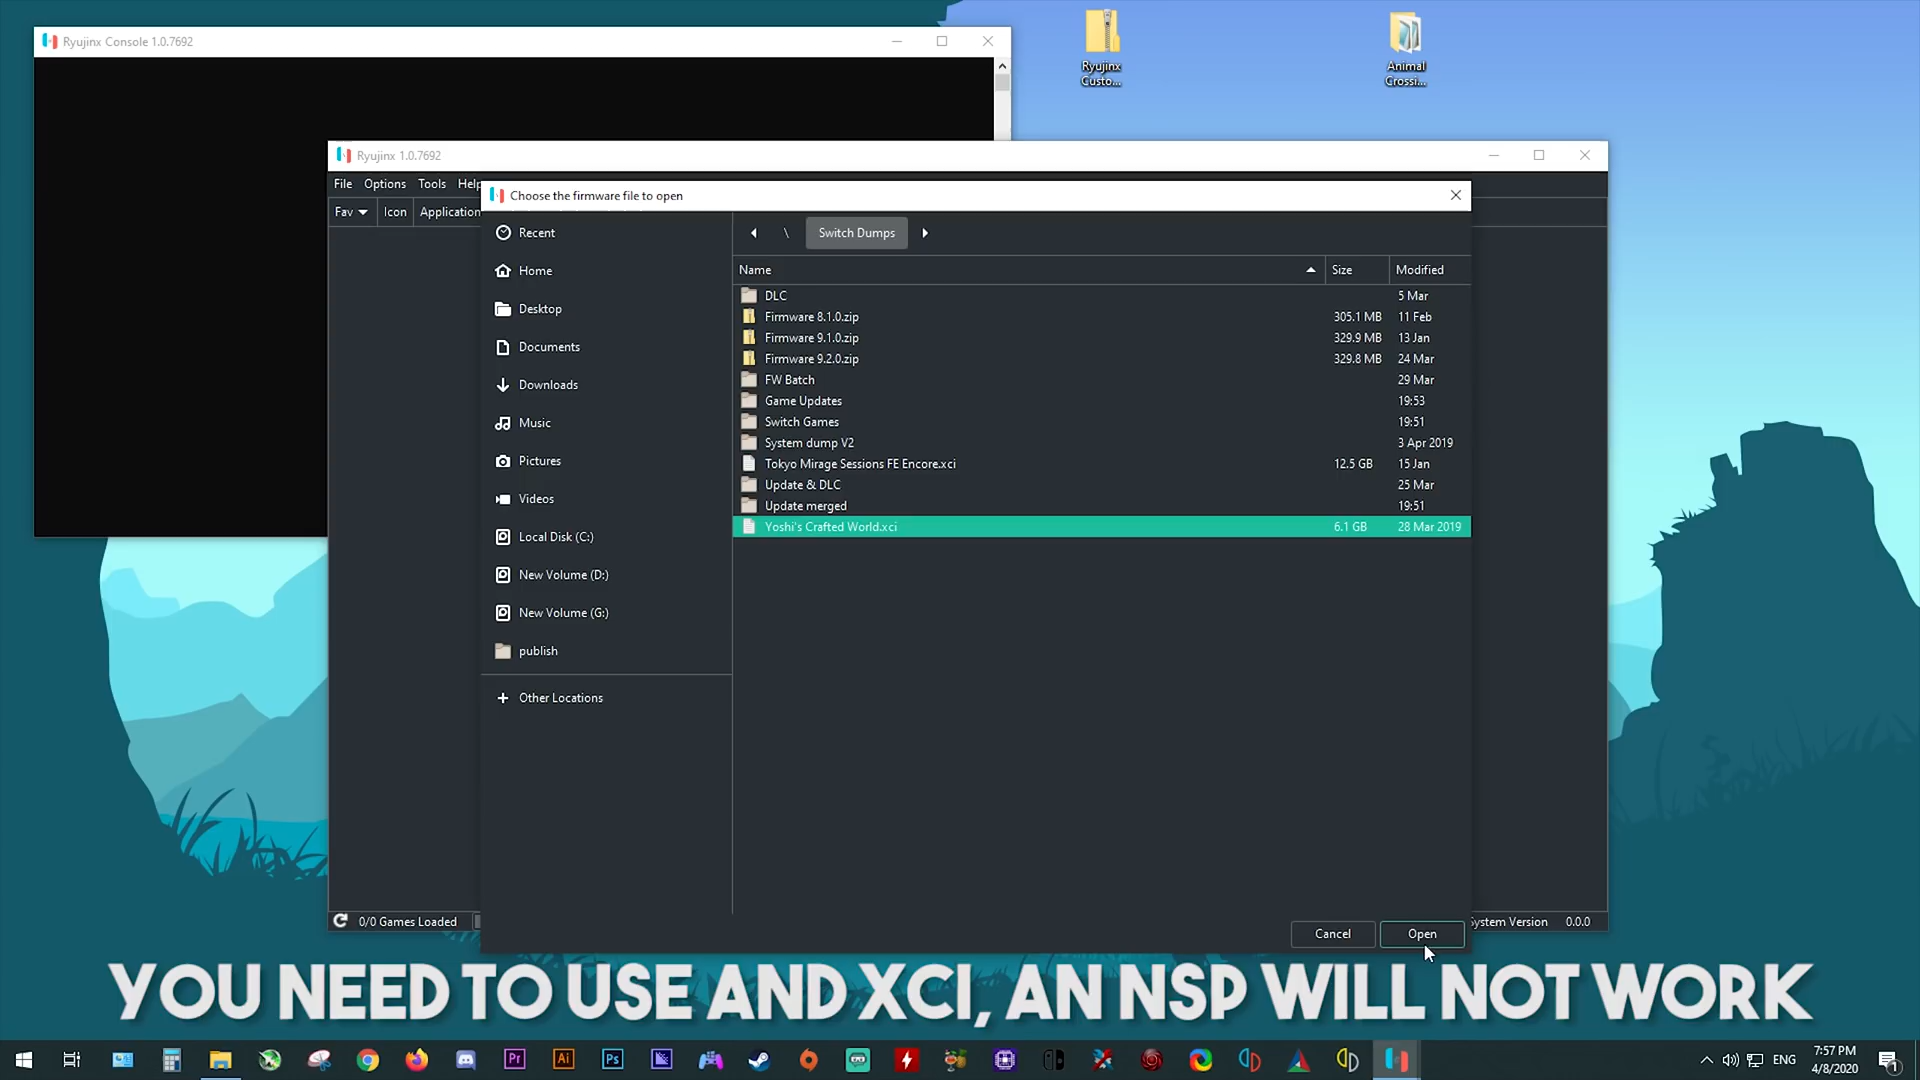 Ryujinx Console 1.0.7692
Ryujinx
Custo...
Animal
Crossi...
Ryujinx 1.0.7692
File Options Tools Help
Fav Icon Application
Choose the firmware file to open
Recent
Home
Desktop
Documents
Downloads
Music
Pictures
Videos
Local Disk (C:)
New Volume (D:)
New Volume (G:)
publish
Other Locations
\ Switch Dumps
Name Size Modified
DLC 5 Mar
Firmware 8.1.0.zip 305.1 MB 11 Feb
Firmware 9.1.0.zip 329.9 MB 13 Jan
Firmware 9.2.0.zip 329.8 MB 24 Mar
FW Batch 29 Mar
Game Updates 19:53
Switch Games 19:51
System dump V2 3 Apr 2019
Tokyo Mirage Sessions FE Encore.xci 12.5 GB 15 Jan
Update & DLC 25 Mar
Update merged 19:51
Yoshi's Crafted World.xci 6.1 GB 28 Mar 2019
Cancel Open
0/0 Games Loaded
System Version 0.0.0
YOU NEED TO USE AND XCI, AN NSP WILL NOT WORK
Pr Ai Ps
ENG
7:57 PM
4/8/2020
1